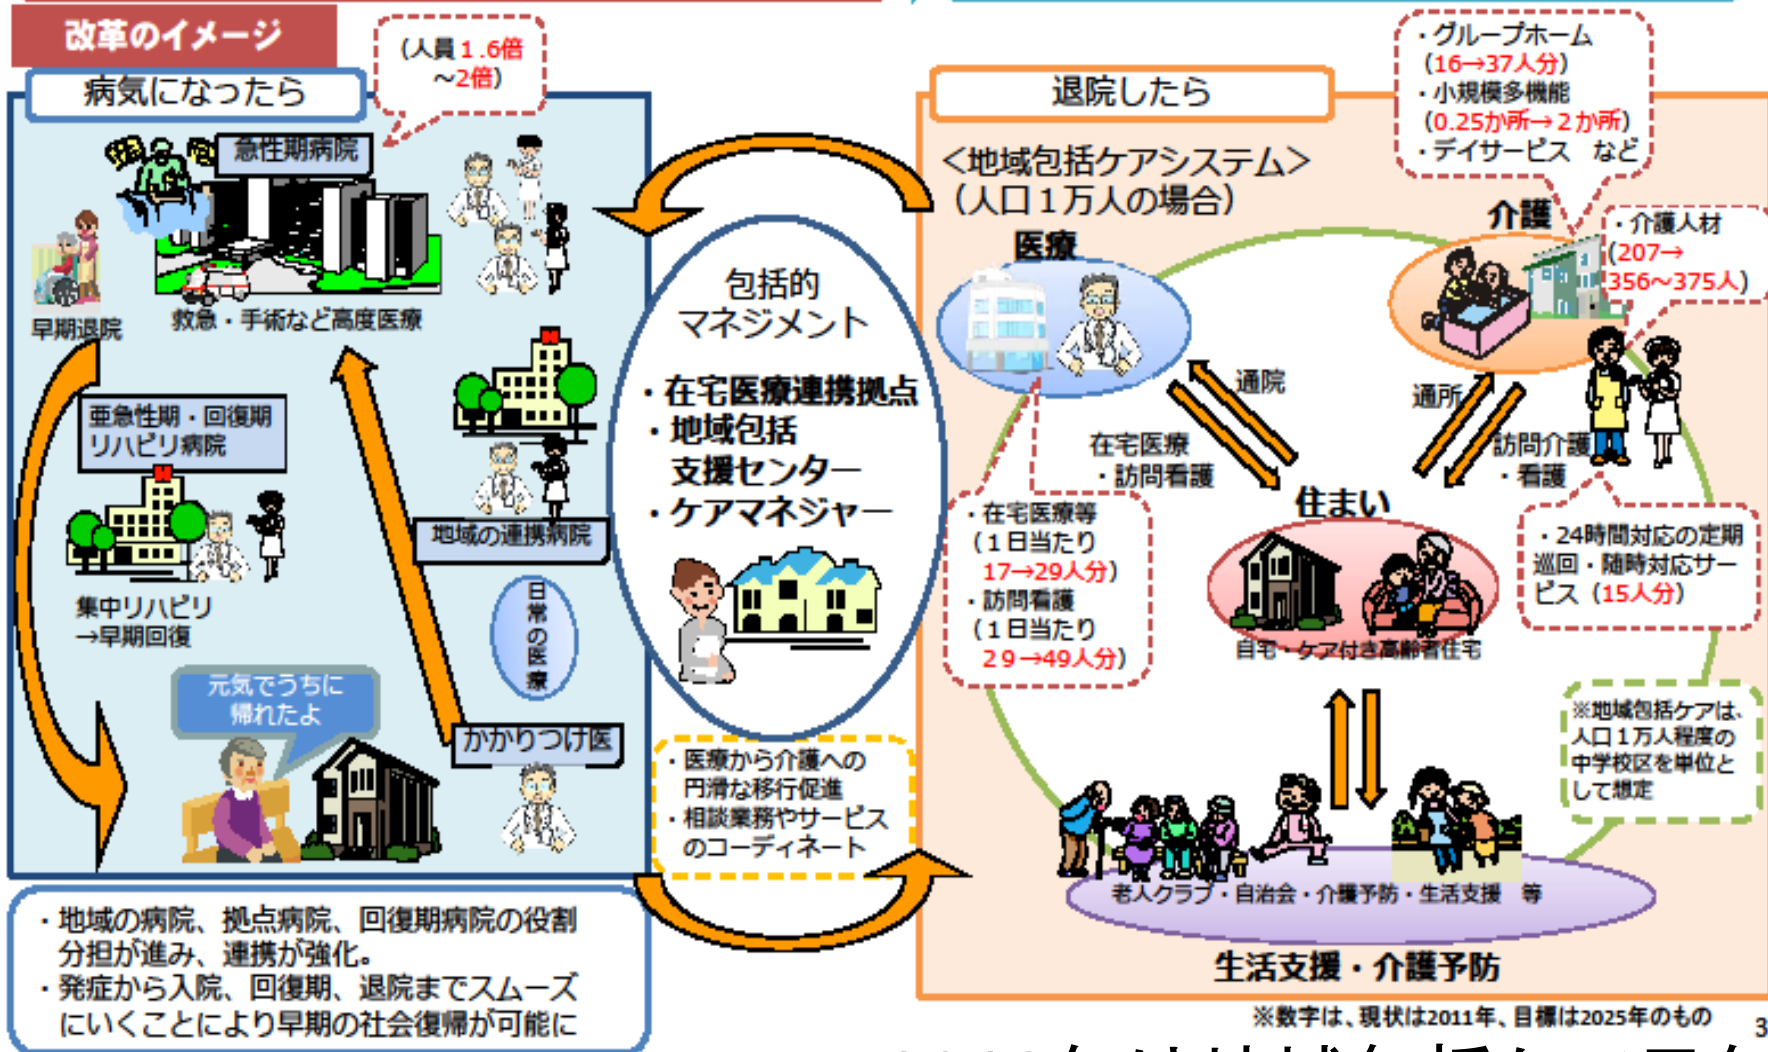 改革のイメージ
病気になったら
(人員1.6倍
～2倍)
急性期病院
早期退院
救急・手術など高度医療
亜急性期・回復期
リハビリ病院
集中リハビリ
→早期回復
地域の連携病院
日常の医療
元気でうちに
帰れたよ
かかりつけ医
・地域の病院、拠点病院、回復期病院の役割
分担が進み、連携が強化。
・発症から入院、回復期、退院までスムーズ
にいくことにより早期の社会復帰が可能に
包括的
マネジメント
・在宅医療連携拠点
・地域包括
支援センター
・ケアマネジャー
・医療から介護への
円滑な移行促進
・相談業務やサービス
のコーディネート
退院したら
<地域包括ケアシステム>
(人口１万人の場合)
・グループホーム
(16→37人分)
・小規模多機能
(0.25か所→２か所)
・デイサービス など
医療
介護
・介護人材
(207→
356～375人)
通院
在宅医療
・訪問看護
通所
訪問介護
・看護
・在宅医療等
(１日当たり
17→29人分)
・訪問看護
(１日当たり
２９→49人分)
住まい
自宅・ケア付き高齢者住宅
・24時間対応の定期
巡回・随時対応サー
ビス (15人分)
※地域包括ケアは、
人口１万人程度の
中学校区を単位と
して想定
老人クラブ・自治会・介護予防・生活支援 等
生活支援・介護予防
※数字は、現状は2011年、目標は2025年のもの
3